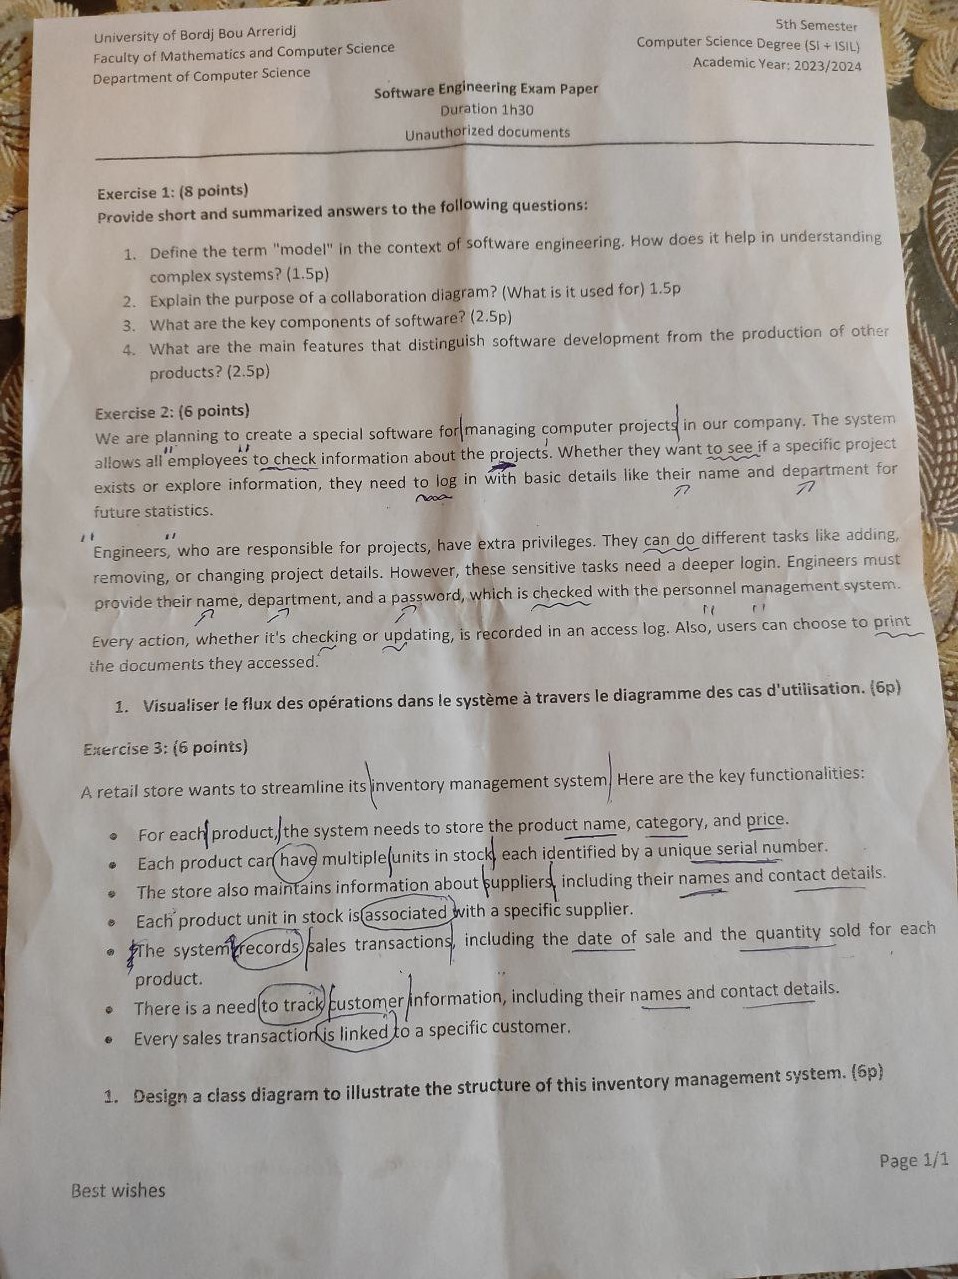 University of Bordj Bou Arreridj
Faculty of Mathematics and Computer Science
Department of Computer Science
5th Semester
Computer Science Degree (SI + ISIL)
Academic Year: 2023/2024
Software Engineering Exam Paper
Duration 1h30
Unauthorized documents
Exercise 1: (8 points)
Provide short and summarized answers to the following questions:
1. Define the term "model" in the context of software engineering. How does it help in understanding
complex systems? (1.5p)
2. Explain the purpose of a collaboration diagram? (What is it used for) 1.5p
3. What are the key components of software? (2.5p)
4. What are the main features that distinguish software development from the production of other
products? (2.5p)
Exercise 2: (6 points)
We are planning to create a special software for managing computer projects in our company. The system
allows all employees to check information about the projects. Whether they want to see if a specific project
exists or explore information, they need to log in with basic details like their name and department for
future statistics.
Engineers, who are responsible for projects, have extra privileges. They can do different tasks like adding,
removing, or changing project details. However, these sensitive tasks need a deeper login. Engineers must
provide their name, department, and a password, which is checked with the personnel management system.
Every action, whether it's checking or updating, is recorded in an access log. Also, users can choose to print
the documents they accessed.
1. Visualiser le flux des opérations dans le système à travers le diagramme des cas d'utilisation. (6p)
Exercise 3: (6 points)
A retail store wants to streamline its inventory management system. Here are the key functionalities:
• For each product, the system needs to store the product name, category, and price.
• Each product can have multiple units in stock, each identified by a unique serial number.
• The store also maintains information about suppliers, including their names and contact details.
• Each product unit in stock is associated with a specific supplier.
• The system records sales transactions, including the date of sale and the quantity sold for each
product.
• There is a need to track customer information, including their names and contact details.
• Every sales transaction is linked to a specific customer.
1. Design a class diagram to illustrate the structure of this inventory management system. (6p)
Page 1/1
Best wishes